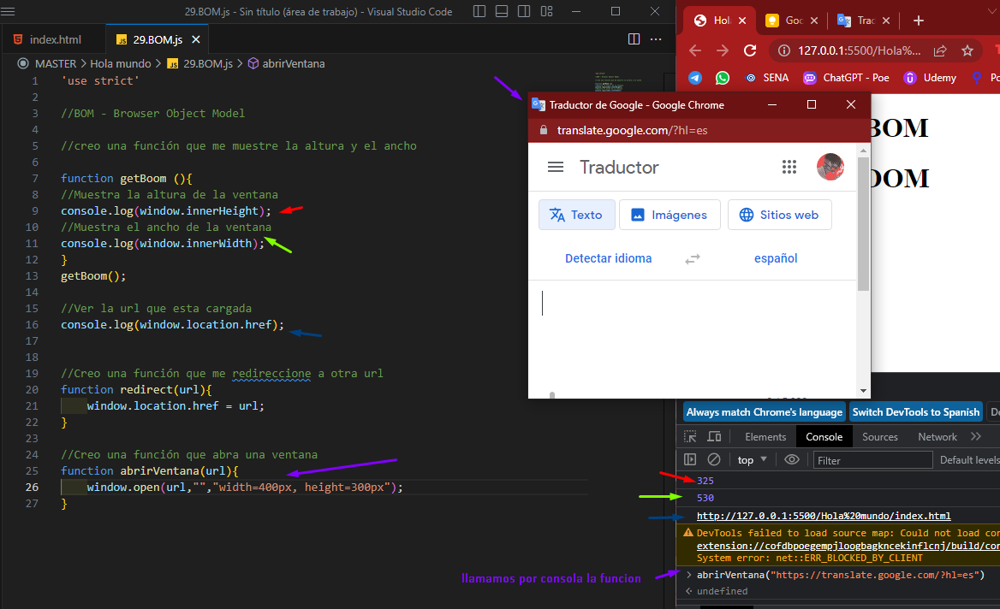 29.BOM.js - Sin título (área de trabajo) - Visual Studio Code
index.html
JS 29.BOM.js
MASTER > Hola mundo > JS 29.BOM.js > abrirVentana
1 'use strict'
2
3 //BOM - Browser Object Model
4
5 //creo una función que me muestre la altura y el ancho
6
7 function getBoom (){
8 //Muestra la altura de la ventana
9 console.log(window.innerHeight);
10 //Muestra el ancho de la ventana
11 console.log(window.innerWidth);
12 }
13 getBoom();
14
15 //Ver la url que esta cargada
16 console.log(window.location.href);
17
18
19 //Creo una función que me redireccione a otra url
20 function redirect(url){
21 window.location.href = url;
22 }
23
24 //Creo una función que abra una ventana
25 function abrirVentana(url){
26 window.open(url,"","width=400px, height=300px");
27 }
Hola
Goo
Trac
127.0.0.1:5500/Hola%...
SENA
ChatGPT - Poe
Udemy
Po
BOM
OOM
Traductor de Google - Google Chrome
translate.google.com/?hl=es
Traductor
Texto
Imágenes
Sitios web
Detectar idioma
español
Always match Chrome's language
Switch DevTools to Spanish
Elements
Console
Sources
Network
top
Filter
Default levels
325
530
http://127.0.0.1:5500/Hola%20mundo/index.html
DevTools failed to load source map: Could not load con
extension://cofdbpoegempjloogbagkncekinflcnj/build/con
System error: net::ERR_BLOCKED_BY_CLIENT
> abrirVentana("https://translate.google.com/?hl=es")
undefined
llamamos por consola la funcion